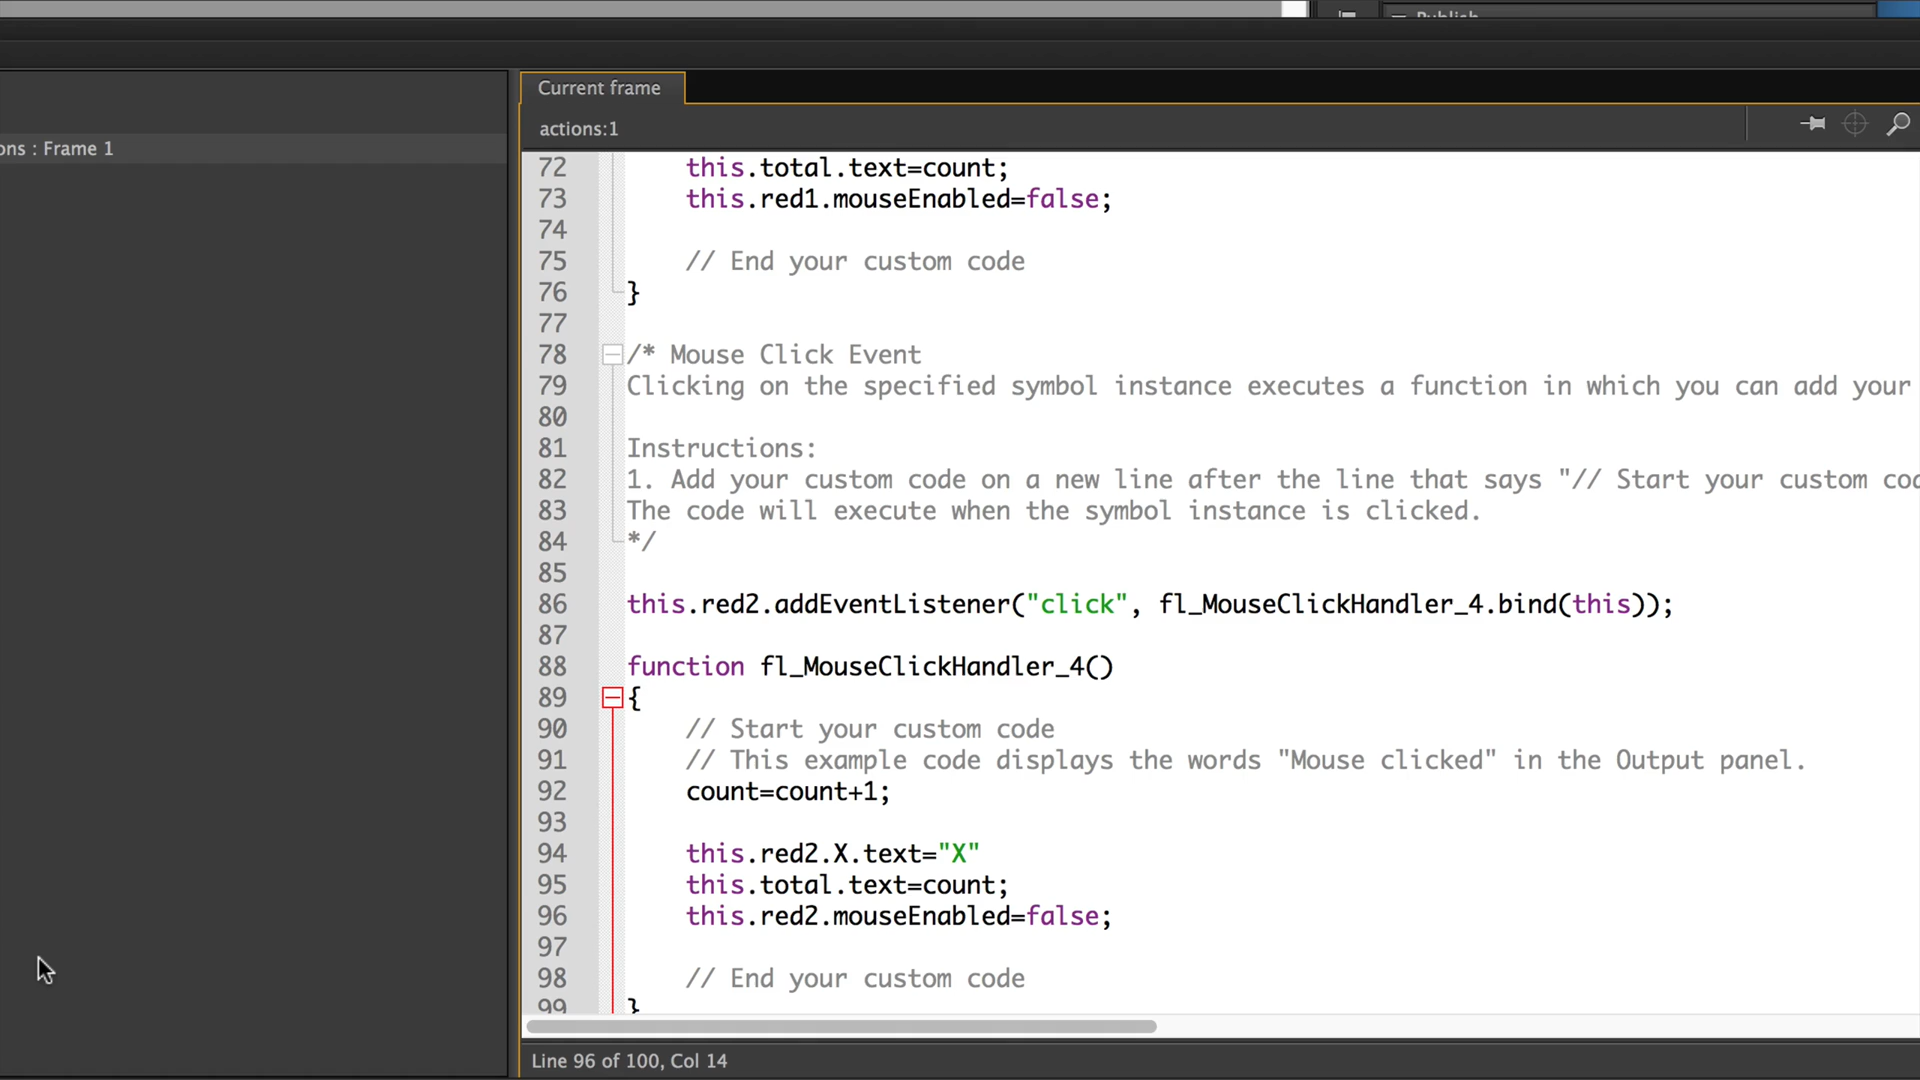 Publish
Current frame
actions:1
ons : Frame 1
72 this.total.text=count;
73 this.red1.mouseEnabled=false;
74
75 // End your custom code
76 }
77
78 /* Mouse Click Event
79 Clicking on the specified symbol instance executes a function in which you can add your
80
81 Instructions:
82 1. Add your custom code on a new line after the line that says "// Start your custom cod
83 The code will execute when the symbol instance is clicked.
84 */
85
86 this.red2.addEventListener("click", fl_MouseClickHandler_4.bind(this));
87
88 function fl_MouseClickHandler_4()
89 {
90 // Start your custom code
91 // This example code displays the words "Mouse clicked" in the Output panel.
92 count=count+1;
93
94 this.red2.X.text="X"
95 this.total.text=count;
96 this.red2.mouseEnabled=false;
97
98 // End your custom code
99 }
Line 96 of 100, Col 14